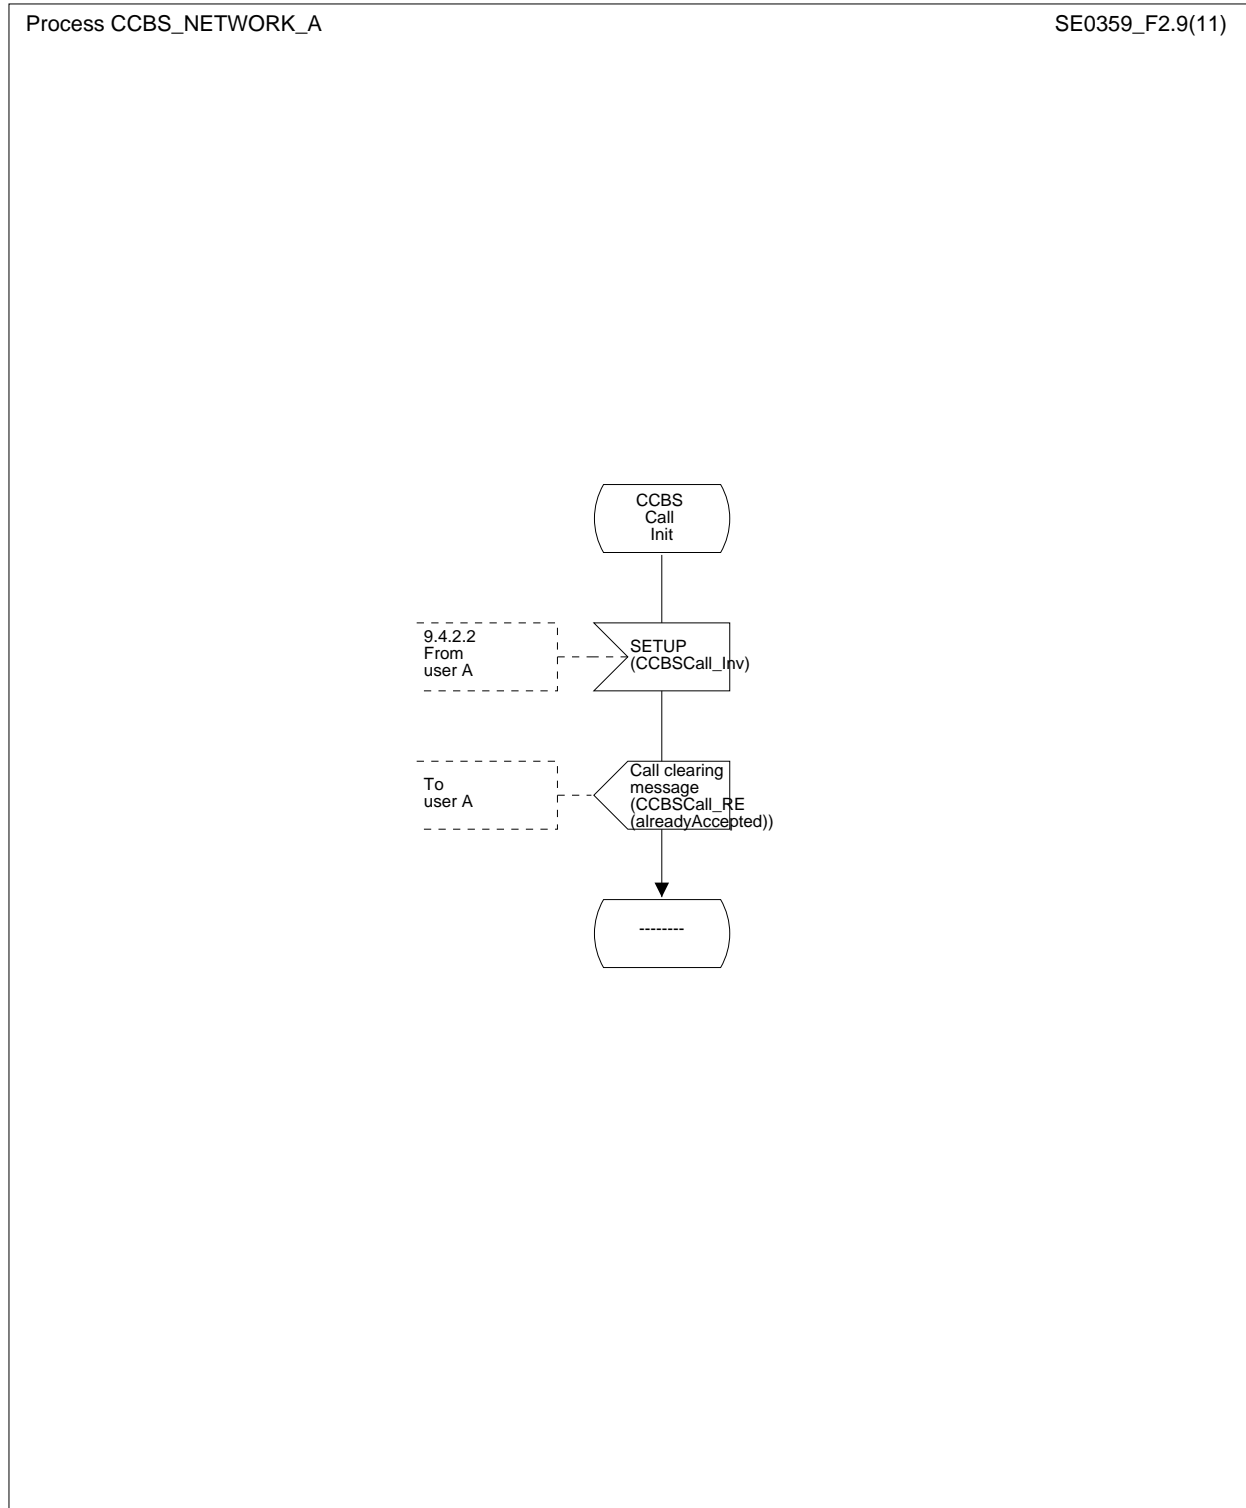 Process CCBS_NETWORK_A
SE0359_F2.9(11)
CCBS
Call
Init
9.4.2.2
From
user A
SETUP
(CCBSCall_Inv)
To
user A
Call clearing
message
(CCBSCall_RE
(alreadyAccepted))
--------